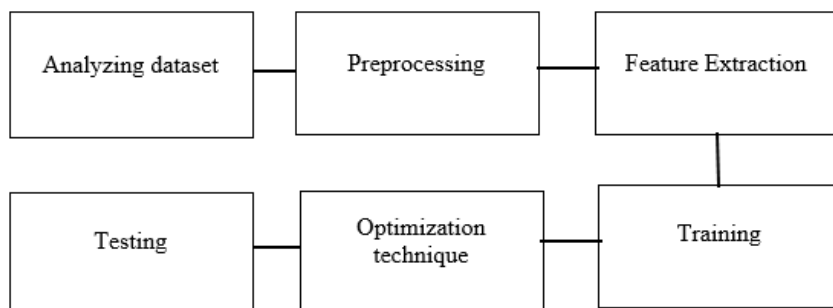 Analyzing dataset
Preprocessing
Feature Extraction
Training
Optimization
technique
Testing